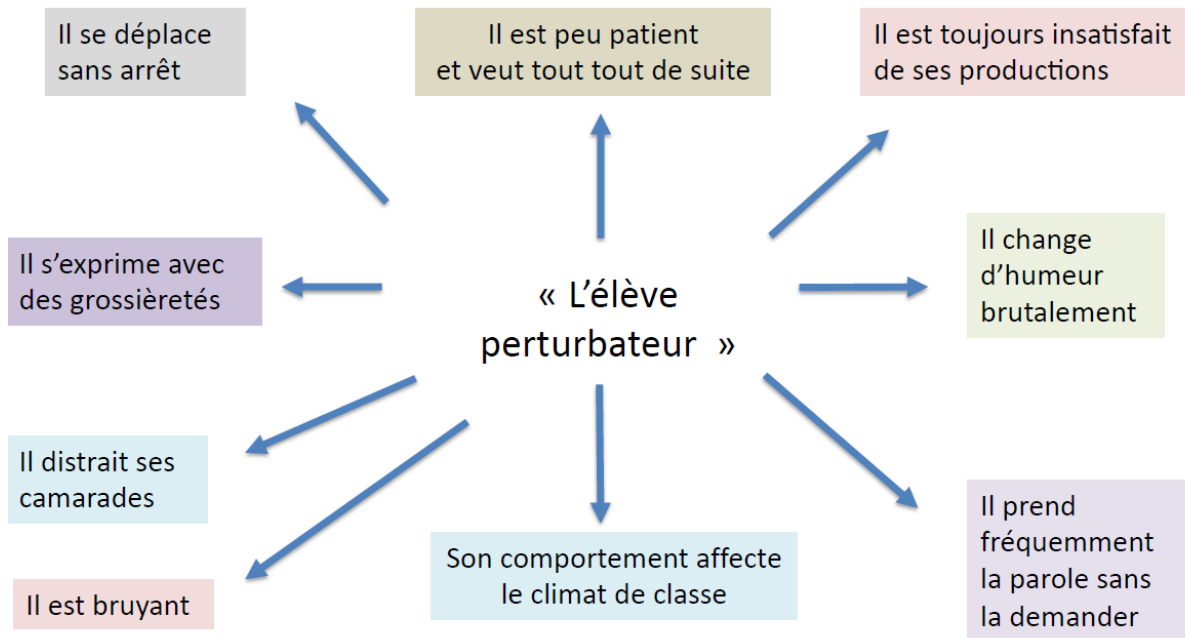 Il se déplace
sans arrêt
Il est peu patient
et veut tout tout de suite
Il est toujours insatisfait
de ses productions
Il s’exprime avec
des grossièretés
« L’élève
perturbateur »
Il change
d’humeur
brutalement
Il distrait ses
camarades
Il est bruyant
Son comportement affecte
le climat de classe
Il prend
fréquemment
la parole sans
la demander